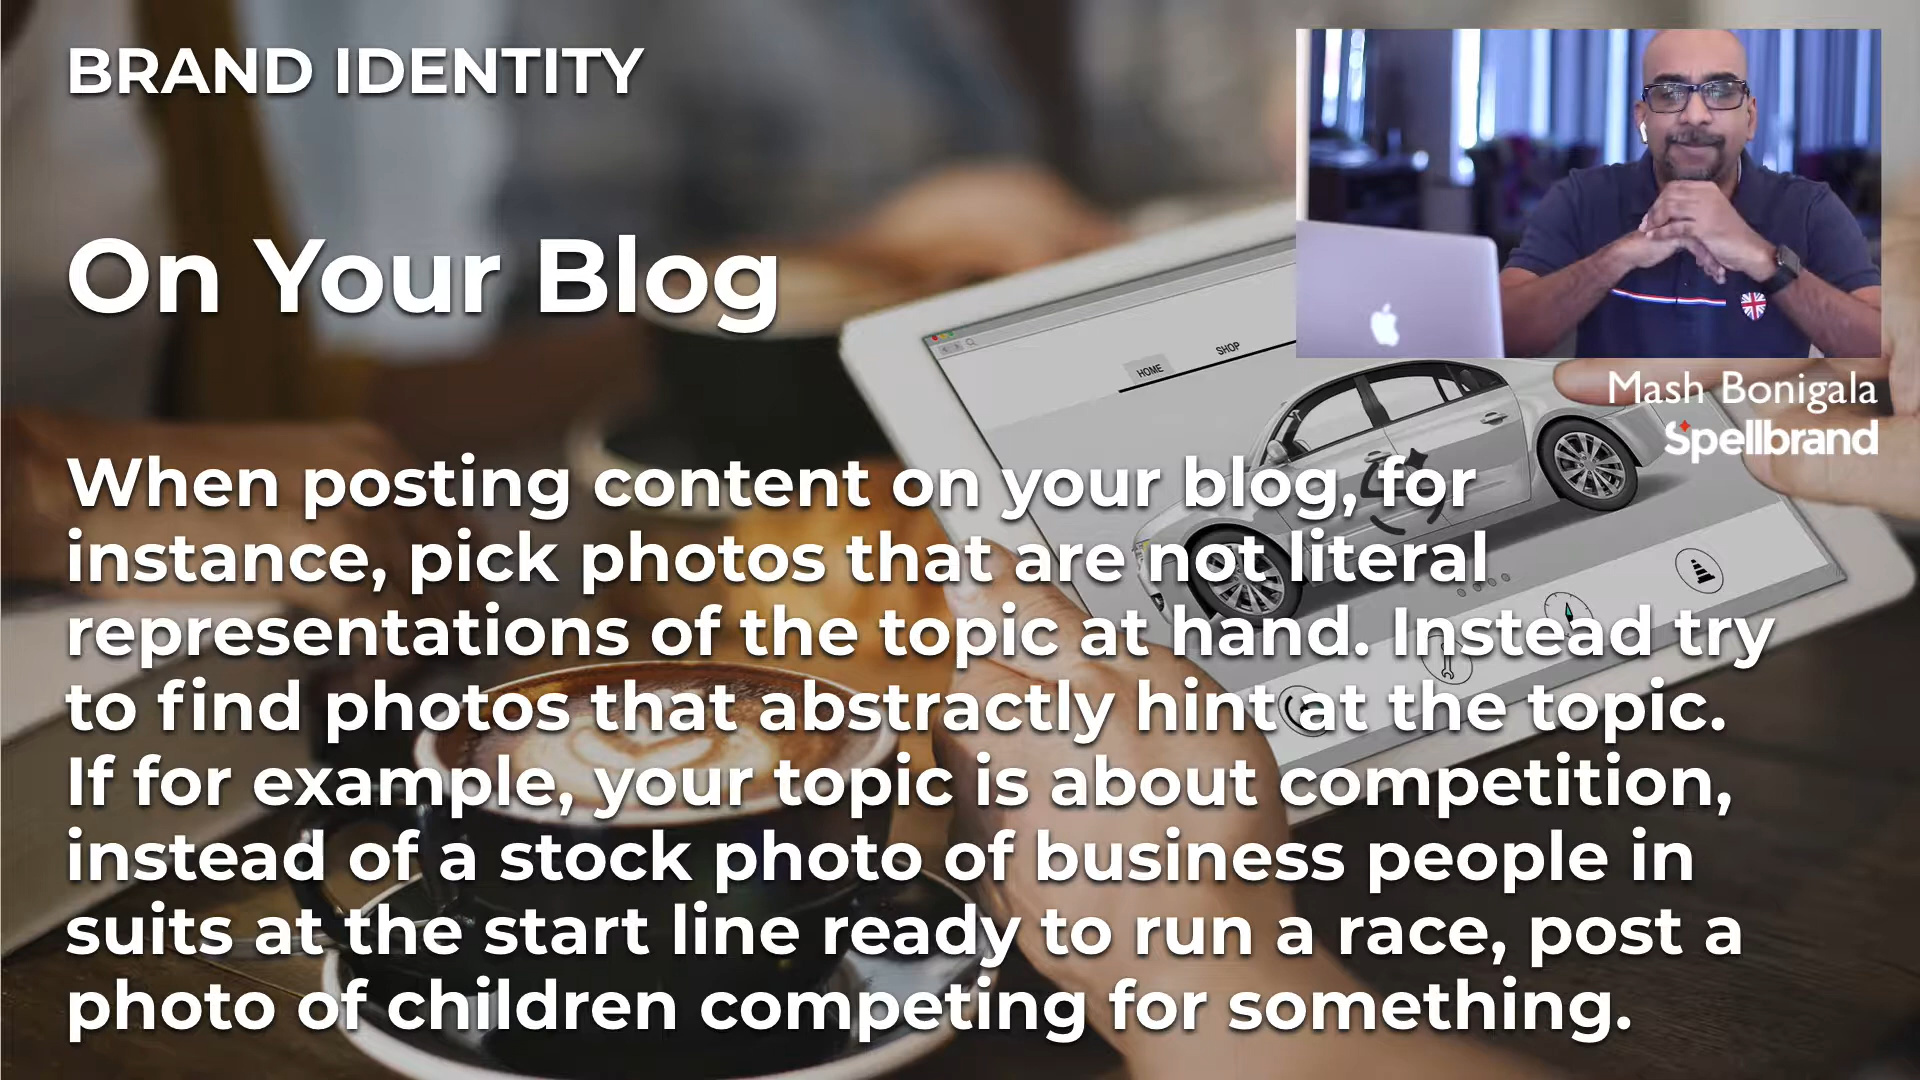 BRAND IDENTITY
On Your Blog
HOME
SHOP
Mash Bonigala
Spellbrand
When posting content on your blog, for
instance, pick photos that are not literal
representations of the topic at hand. Instead try
to find photos that abstractly hint at the topic.
If for example, your topic is about competition,
instead of a stock photo of business people in
suits at the start line ready to run a race, post a
photo of children competing for something.